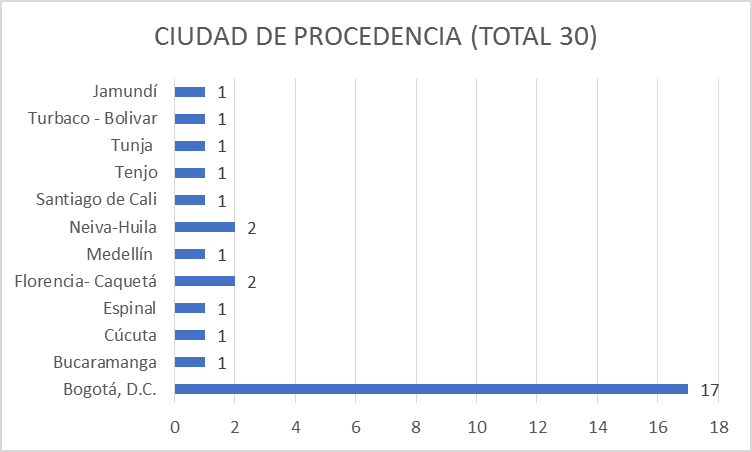 CIUDAD DE PROCEDENCIA (TOTAL 30)
Jamundí 1
Turbaco - Bolivar 1
Tunja 1
Tenjo 1
Santiago de Cali 1
Neiva-Huila 2
Medellín 1
Florencia- Caquetá 2
Espinal 1
Cúcuta 1
Bucaramanga 1
Bogotá, D.C. 17
0 2 4 6 8 10 12 14 16 18